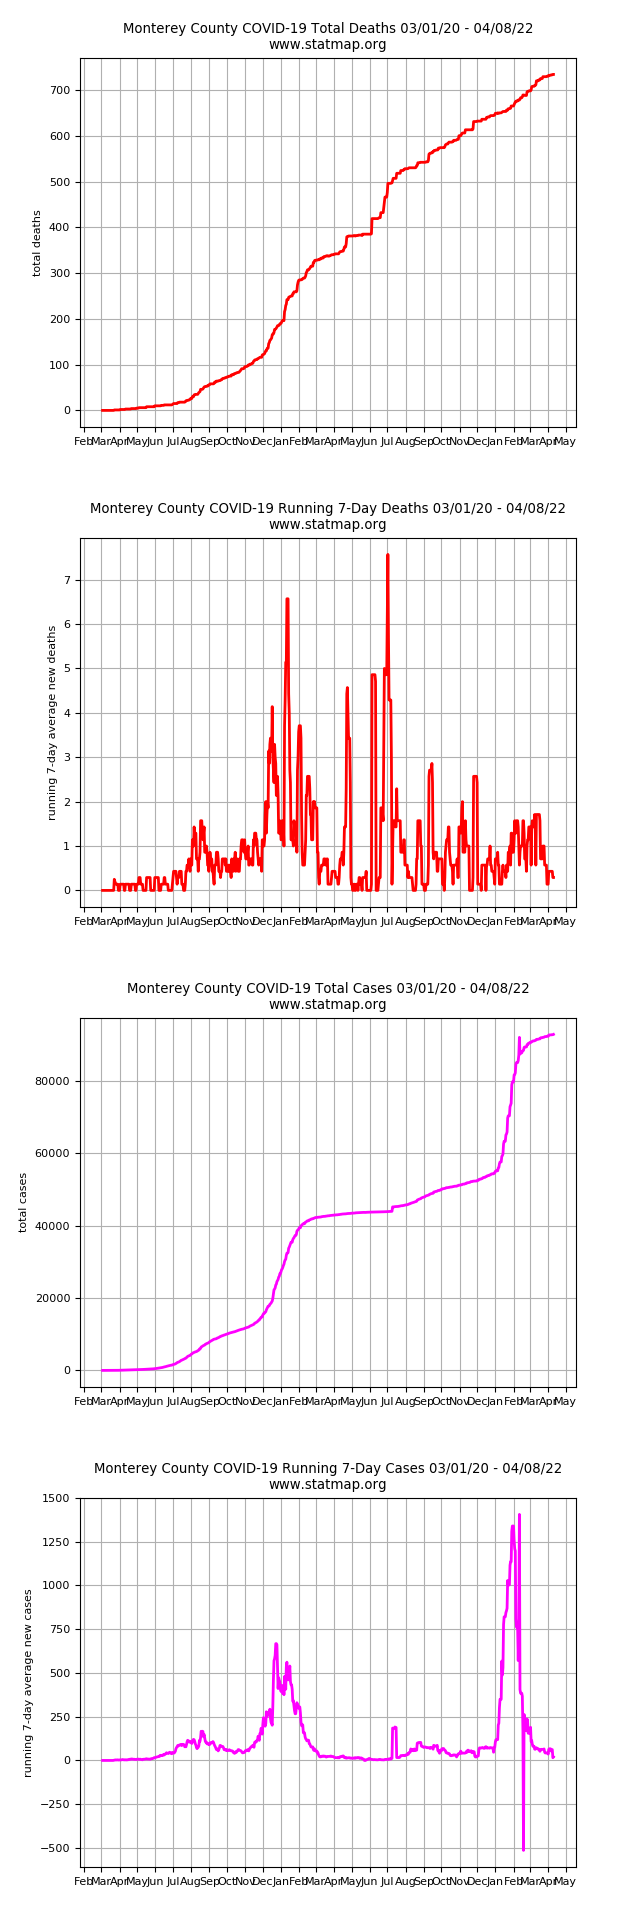 Monterey County COVID-19 Total Deaths 03/01/20 - 04/08/22
www.statmap.org
700
600
500
400
300
200
100
0
total deaths
Feb Mar Apr May Jun Jul Aug Sep Oct Nov Dec Jan Feb Mar Apr May Jun Jul Aug Sep Oct Nov Dec Jan Feb Mar Apr May
Monterey County COVID-19 Running 7-Day Deaths 03/01/20 - 04/08/22
www.statmap.org
7
6
5
4
3
2
1
0
running 7-day average new deaths
Feb Mar Apr May Jun Jul Aug Sep Oct Nov Dec Jan Feb Mar Apr May Jun Jul Aug Sep Oct Nov Dec Jan Feb Mar Apr May
Monterey County COVID-19 Total Cases 03/01/20 - 04/08/22
www.statmap.org
80000
60000
40000
20000
0
total cases
Feb Mar Apr May Jun Jul Aug Sep Oct Nov Dec Jan Feb Mar Apr May Jun Jul Aug Sep Oct Nov Dec Jan Feb Mar Apr May
Monterey County COVID-19 Running 7-Day Cases 03/01/20 - 04/08/22
www.statmap.org
1500
1250
1000
750
500
250
0
−250
−500
running 7-day average new cases
Feb Mar Apr May Jun Jul Aug Sep Oct Nov Dec Jan Feb Mar Apr May Jun Jul Aug Sep Oct Nov Dec Jan Feb Mar Apr May